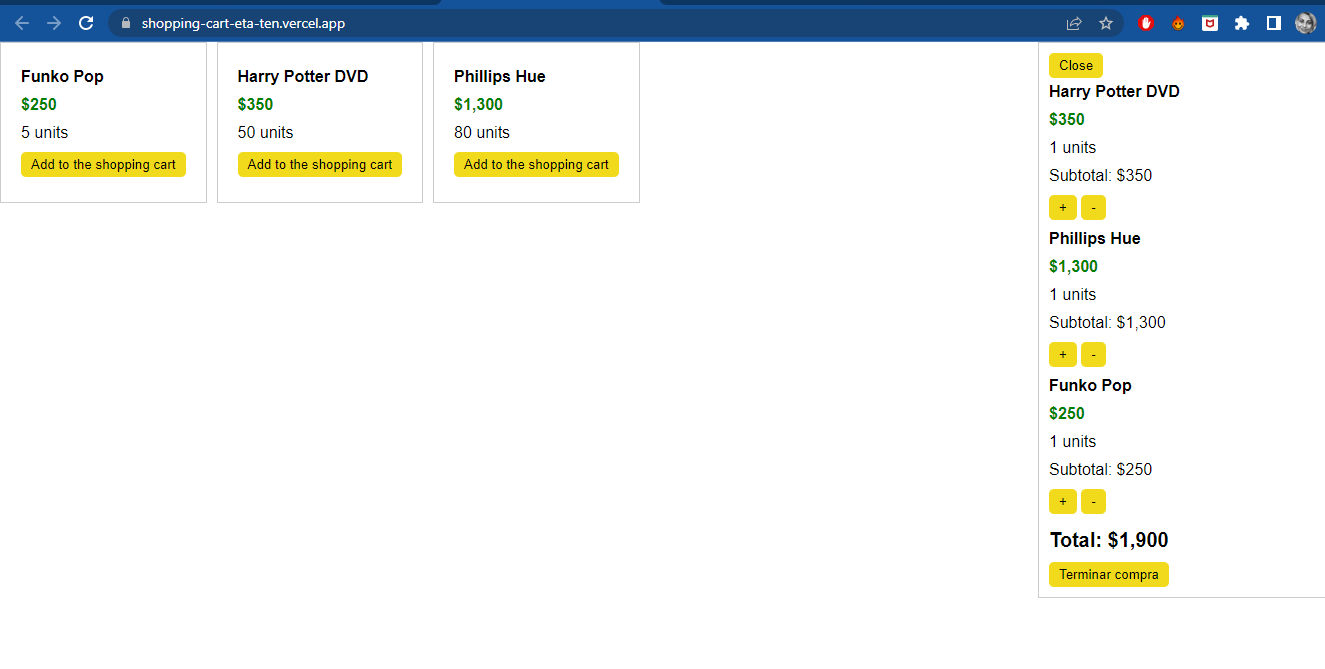 shopping-cart-eta-ten.vercel.app
Funko Pop
$250
5 units
Add to the shopping cart
Harry Potter DVD
$350
50 units
Add to the shopping cart
Phillips Hue
$1,300
80 units
Add to the shopping cart
Close
Harry Potter DVD
$350
1 units
Subtotal: $350
+ -
Phillips Hue
$1,300
1 units
Subtotal: $1,300
+ -
Funko Pop
$250
1 units
Subtotal: $250
+ -
Total: $1,900
Terminar compra